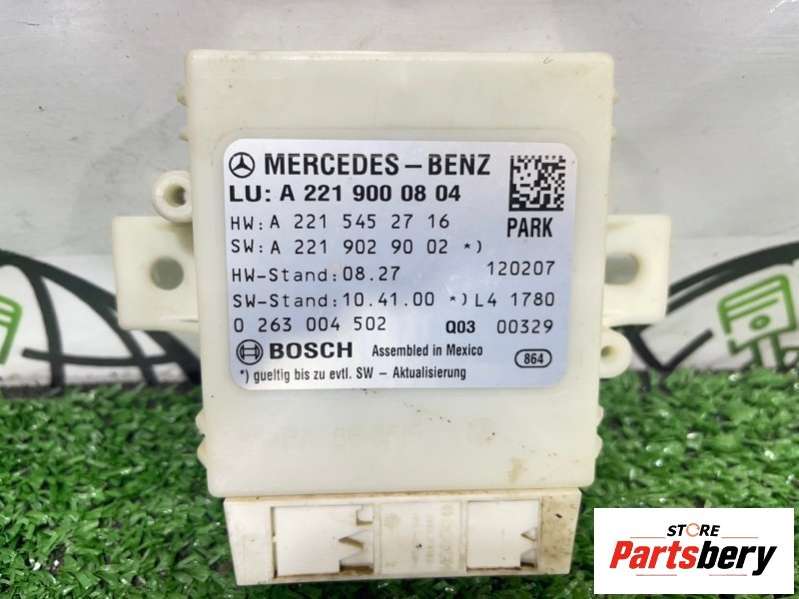 MERCEDES-BENZ
LU: A 221 900 08 04
HW: A 221 545 27 16
PARK
SW: A 221 902 90 02 *)
HW-Stand: 08.27 120207
SW-Stand: 10.41.00 *) L4 1780
0 263 004 502 Q03 00329
BOSCH Assembled in Mexico 864
*) gueltig bis zu evtl. SW - Aktualisierung
STORE
Partsbery